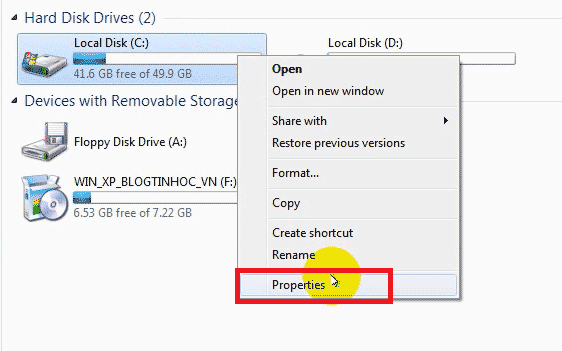 Hard Disk Drives (2)
Local Disk (C:)
Local Disk (D:)
41.6 GB free of 49.9 GB
Devices with Removable Storage
Floppy Disk Drive (A:)
WIN_XP_BLOGTINHOC_VN (F:)
6.53 GB free of 7.22 GB
Open
Open in new window
Share with
Restore previous versions
Format...
Copy
Create shortcut
Rename
Properties